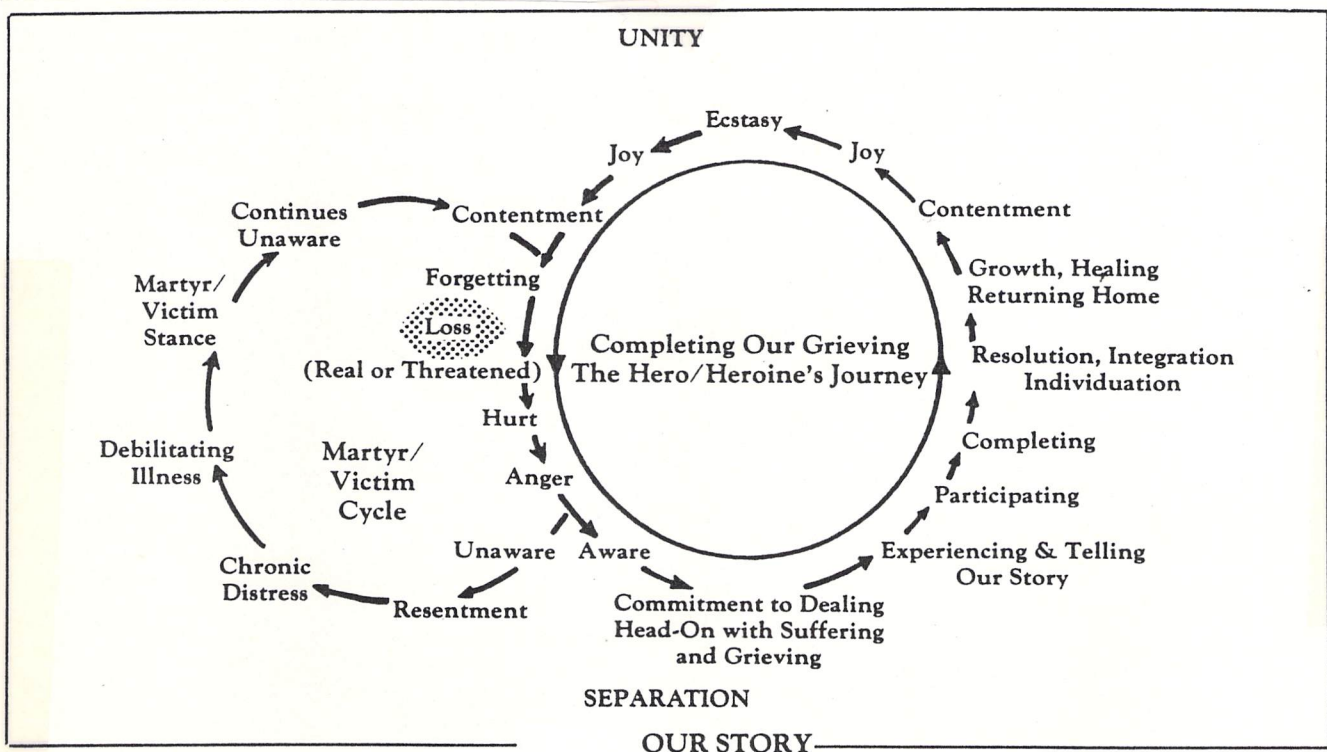 UNITY
Ecstasy
Joy
Joy
Contentment
Contentment
Continues
Unaware
Forgetting
Growth, Healing
Returning Home
Martyr/
Victim
Stance
Loss
(Real or Threatened)
Completing Our Grieving
The Hero/Heroine's Journey
Resolution, Integration
Individuation
Hurt
Completing
Debilitating
Illness
Martyr/
Victim
Cycle
Anger
Participating
Unaware
Aware
Experiencing & Telling
Our Story
Chronic
Distress
Resentment
Commitment to Dealing
Head-On with Suffering
and Grieving
SEPARATION
OUR STORY